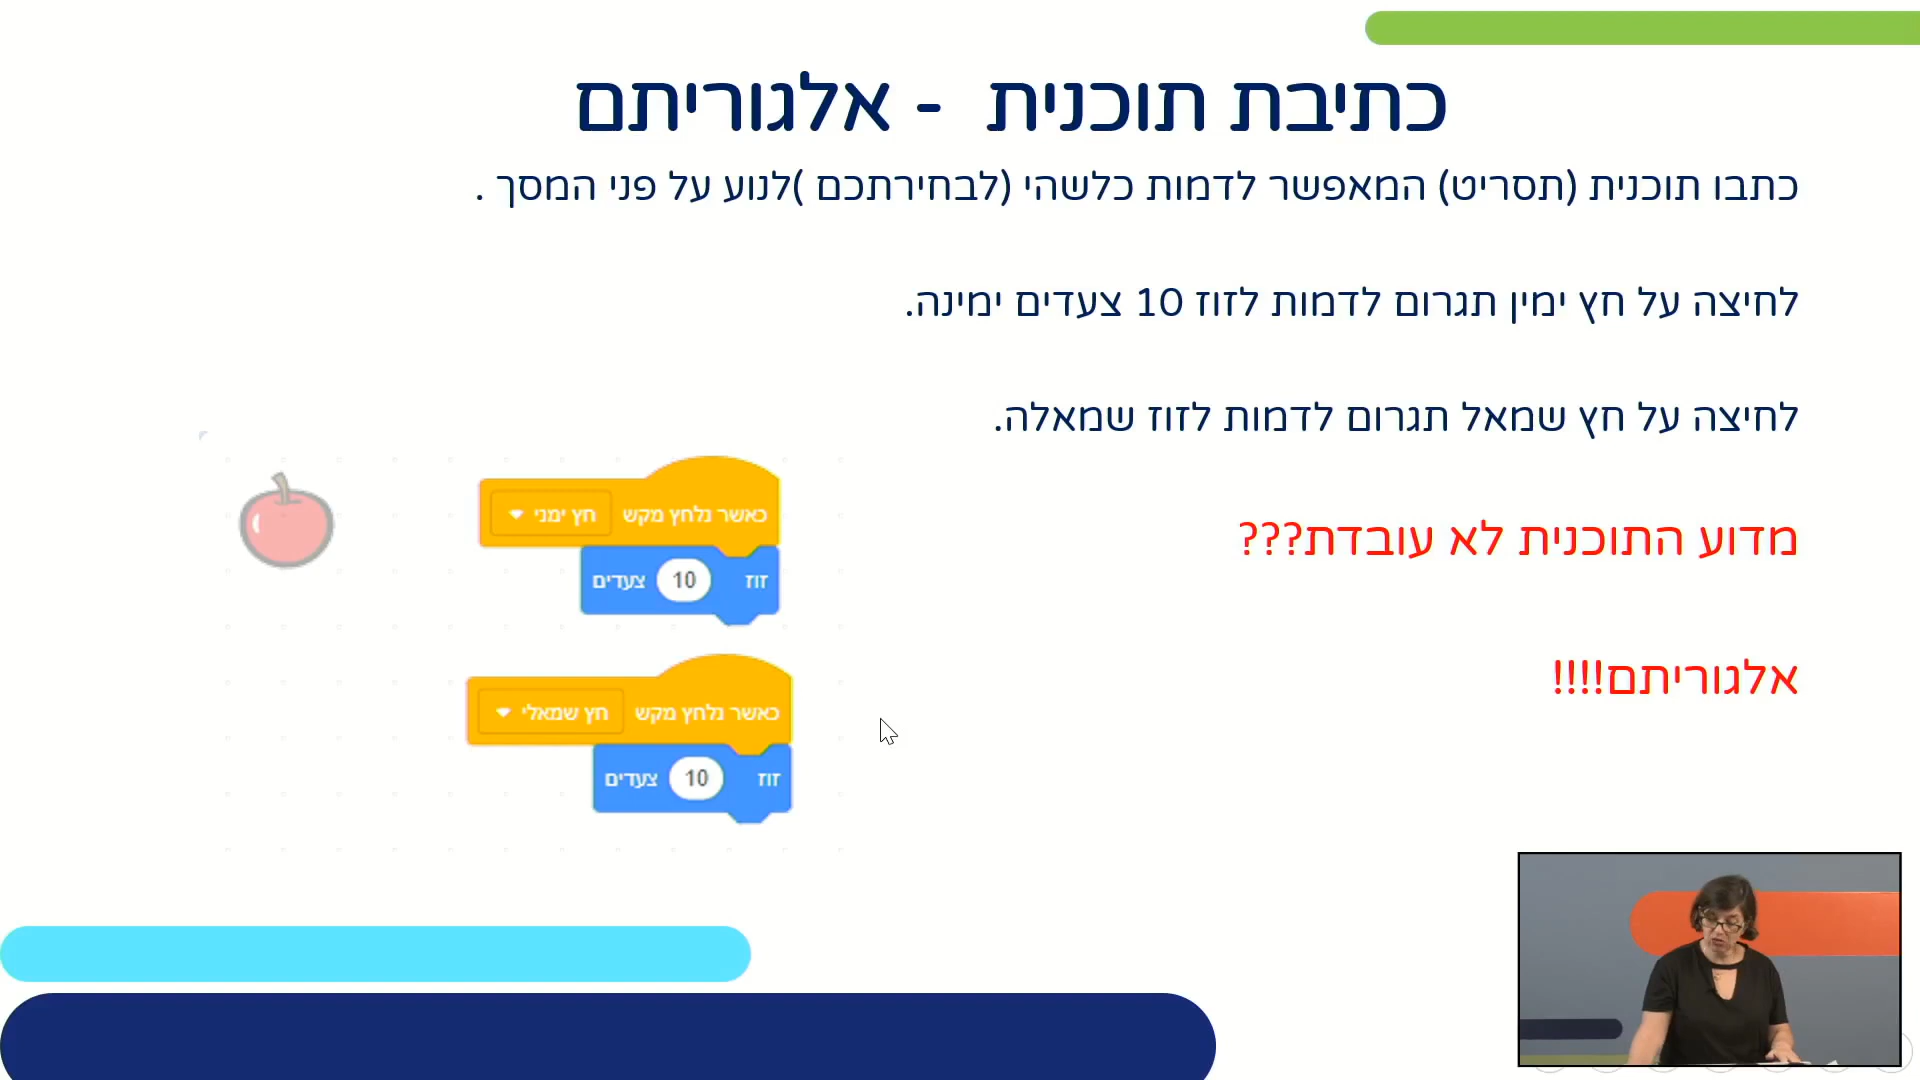 כתיבת תוכנית - אלגוריתם
כתבו תוכנית (תסריט) המאפשר לדמות כלשהי (לבחירתכם )לנוע על פני המסך .
לחיצה על חץ ימין תגרום לדמות לזוז 10 צעדים ימינה.
לחיצה על חץ שמאל תגרום לדמות לזוז שמאלה.
מדוע התוכנית לא עובדת???
אלגוריתם!!!!
כאשר נלחץ מקש חץ ימני
זוז 10 צעדים
כאשר נלחץ מקש חץ שמאלי
זוז 10 צעדים